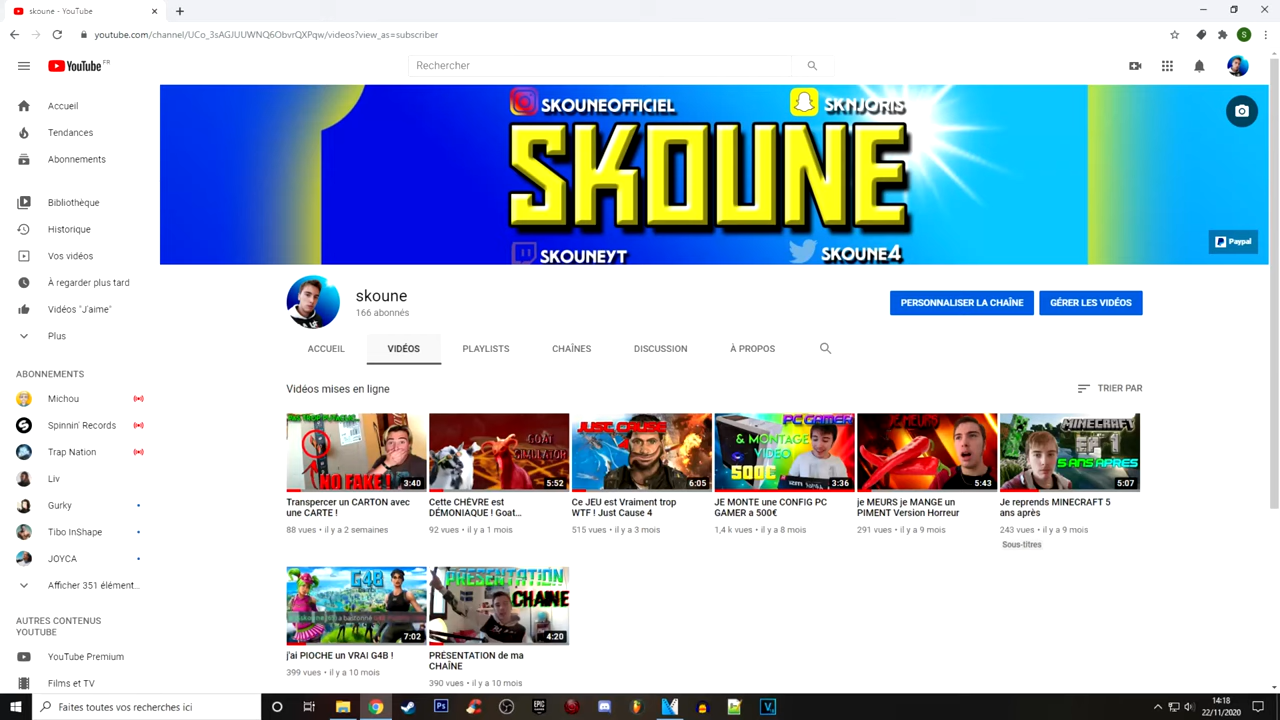 skoune - YouTube
youtube.com/channel/UCo_3sAGJUUWNQ6ObvrQXPqw/videos?view_as=subscriber
YouTube FR
Rechercher
S
Accueil
Tendances
Abonnements
Bibliothèque
Historique
Vos vidéos
À regarder plus tard
Vidéos "J'aime"
Plus
ABONNEMENTS
Michou
Spinnin' Records
Trap Nation
Liv
Gurky
Tibo InShape
JOYCA
Afficher 351 élément...
AUTRES CONTENUS
YOUTUBE
YouTube Premium
Films et TV
SKOUNEOFFICIEL
SKNJORIS
SKOUNE
SKOUNEYT
SKOUNE4
Paypal
skoune
166 abonnés
PERSONNALISER LA CHAÎNE
GÉRER LES VIDÉOS
ACCUEIL
VIDÉOS
PLAYLISTS
CHAÎNES
DISCUSSION
À PROPOS
Vidéos mises en ligne
TRIER PAR
NO FAKE !
3:40
Transpercer un CARTON avec
une CARTE !
88 vues • il y a 2 semaines
GOAT
SIMULATOR
5:52
Cette CHÈVRE est
DÉMONIAQUE ! Goat...
92 vues • il y a 1 mois
JUST CAUSE
6:05
Ce JEU est Vraiment trop
WTF ! Just Cause 4
515 vues • il y a 3 mois
PC GAMER
& MONTAGE
VIDEO
500€
3:36
JE MONTE une CONFIG PC
GAMER a 500€
1,4 k vues • il y a 8 mois
J'MEURS
5:43
je MEURS je MANGE un
PIMENT Version Horreur
291 vues • il y a 9 mois
MINECRAFT
#1
5 ANS APRES
5:07
Je reprends MINECRAFT 5
ans après
243 vues • il y a 9 mois
Sous-titres
G4B
7:02
j'ai PIOCHE un VRAI G4B !
399 vues • il y a 10 mois
PRESENTATION
CHAINE
4:20
PRÉSENTATION de ma
CHAÎNE
390 vues • il y a 10 mois
Faites toutes vos recherches ici
14:18
22/11/2020